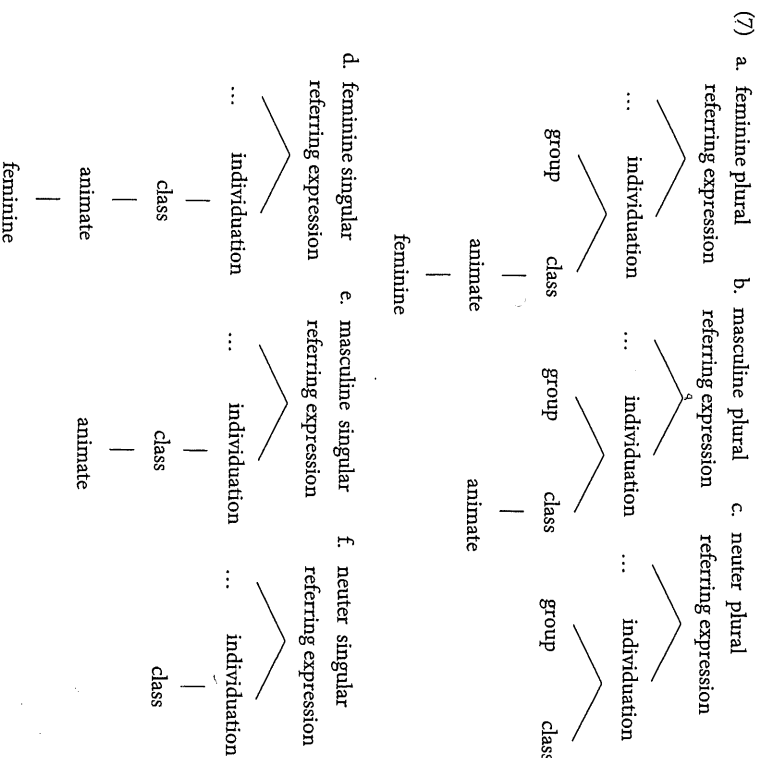 (7) a. feminine plural b. masculine plural c. neuter plural
referring expression referring expression referring expression
... individuation ... individuation ... individuation
group class group class group class
animate animate
feminine
d. feminine singular e. masculine singular f. neuter singular
referring expression referring expression referring expression
... individuation ... individuation ... individuation
class class class
animate animate
feminine